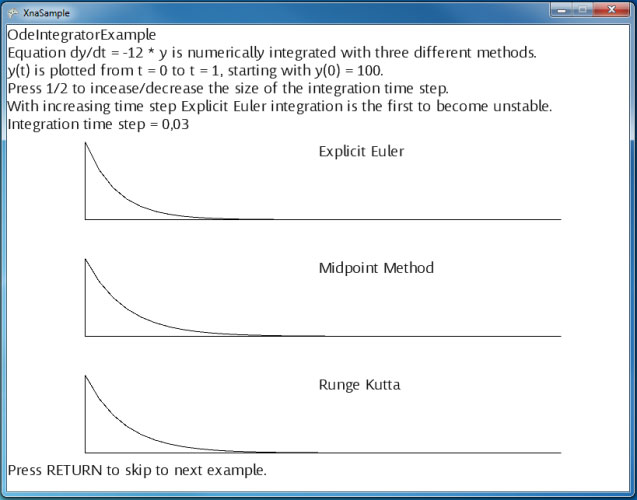 XnaSample
OdeIntegratorExample
Equation dy/dt = -12 * y is numerically integrated with three different methods.
y(t) is plotted from t = 0 to t = 1, starting with y(0) = 100.
Press 1/2 to incease/decrease the size of the integration time step.
With increasing time step Explicit Euler integration is the first to become unstable.
Integration time step = 0,03
Explicit Euler
Midpoint Method
Runge Kutta
Press RETURN to skip to next example.